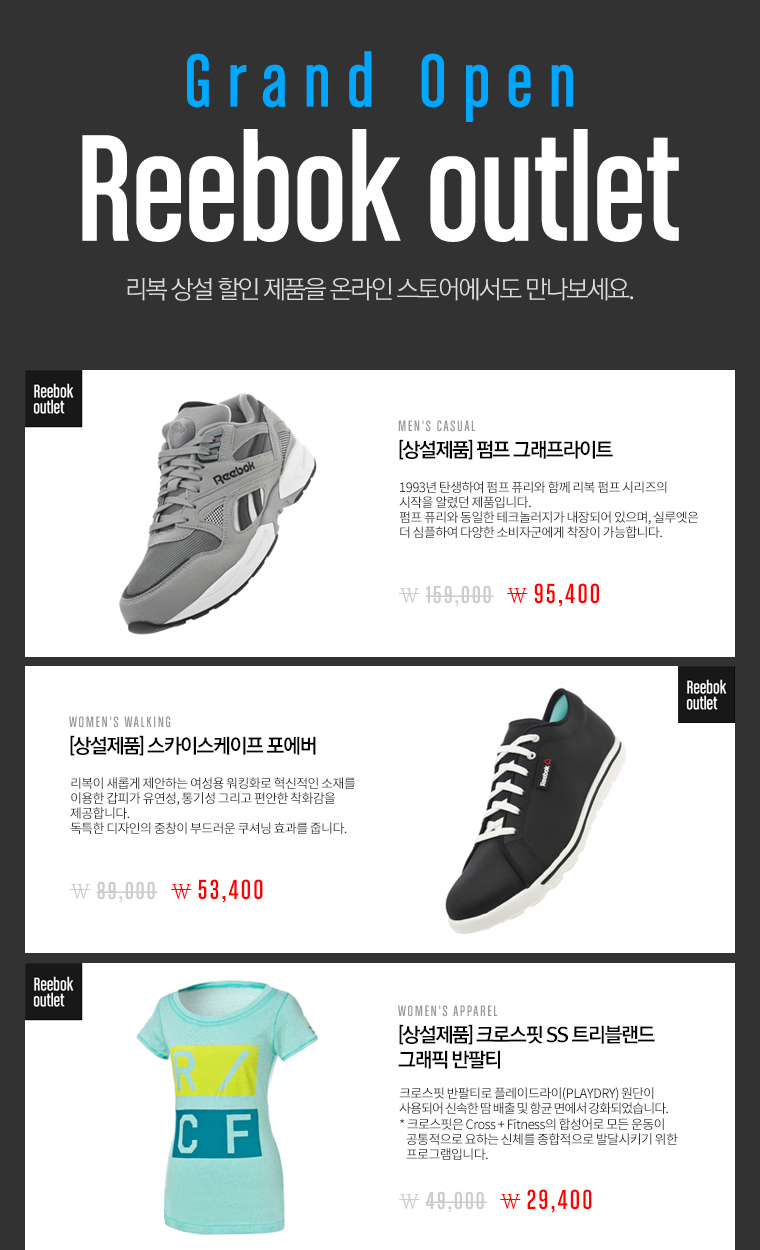 Grand Open
Reebok outlet
리복 상설 할인 제품을 온라인 스토어에서도 만나보세요.
Reebok
outlet
Reebok
MEN'S CASUAL
[상설제품] 펌프 그래프라이트
1993년 탄생하여 펌프 퓨리와 함께 리복 펌프 시리즈의
시작을 알렸던 제품입니다.
펌프 퓨리와 동일한 테크놀러지가 내장되어 있으며, 실루엣은
더 심플하여 다양한 소비자군에게 착장이 가능합니다.
₩ 159,000 ₩ 95,400
Reebok
outlet
WOMEN'S WALKING
[상설제품] 스카이스케이프 포에버
리복이 새롭게 제안하는 여성용 워킹화로 혁신적인 소재를
이용한 갑피가 유연성, 통기성 그리고 편안한 착화감을
제공합니다.
독특한 디자인의 중창이 부드러운 쿠셔닝 효과를 줍니다.
₩ 89,000 ₩ 53,400
Reebok
Reebok
outlet
R/
CF
WOMEN'S APPAREL
[상설제품] 크로스핏 SS 트리블랜드
그래픽 반팔티
크로스핏 반팔티로 플레이드라이(PLAYDRY) 원단이
사용되어 신속한 땀 배출 및 항균 면에서 강화되었습니다.
* 크로스핏은 Cross + Fitness의 합성어로 모든 운동이
공통적으로 요하는 신체를 종합적으로 발달시키기 위한
프로그램입니다.
₩ 49,000 ₩ 29,400